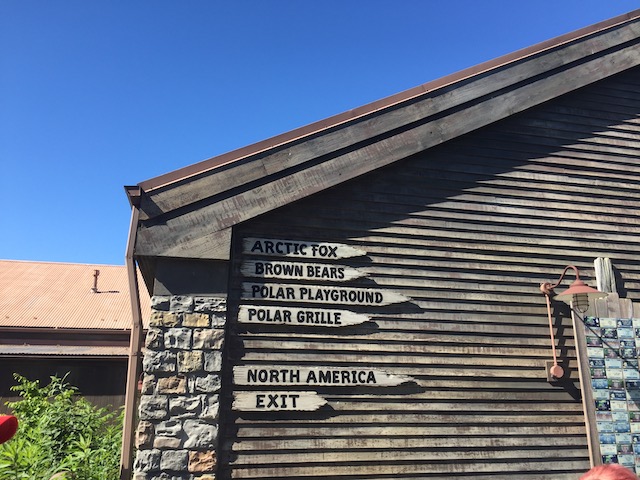 ARCTIC FOX
BROWN BEARS
POLAR PLAYGROUND
POLAR GRILLE
NORTH AMERICA
EXIT